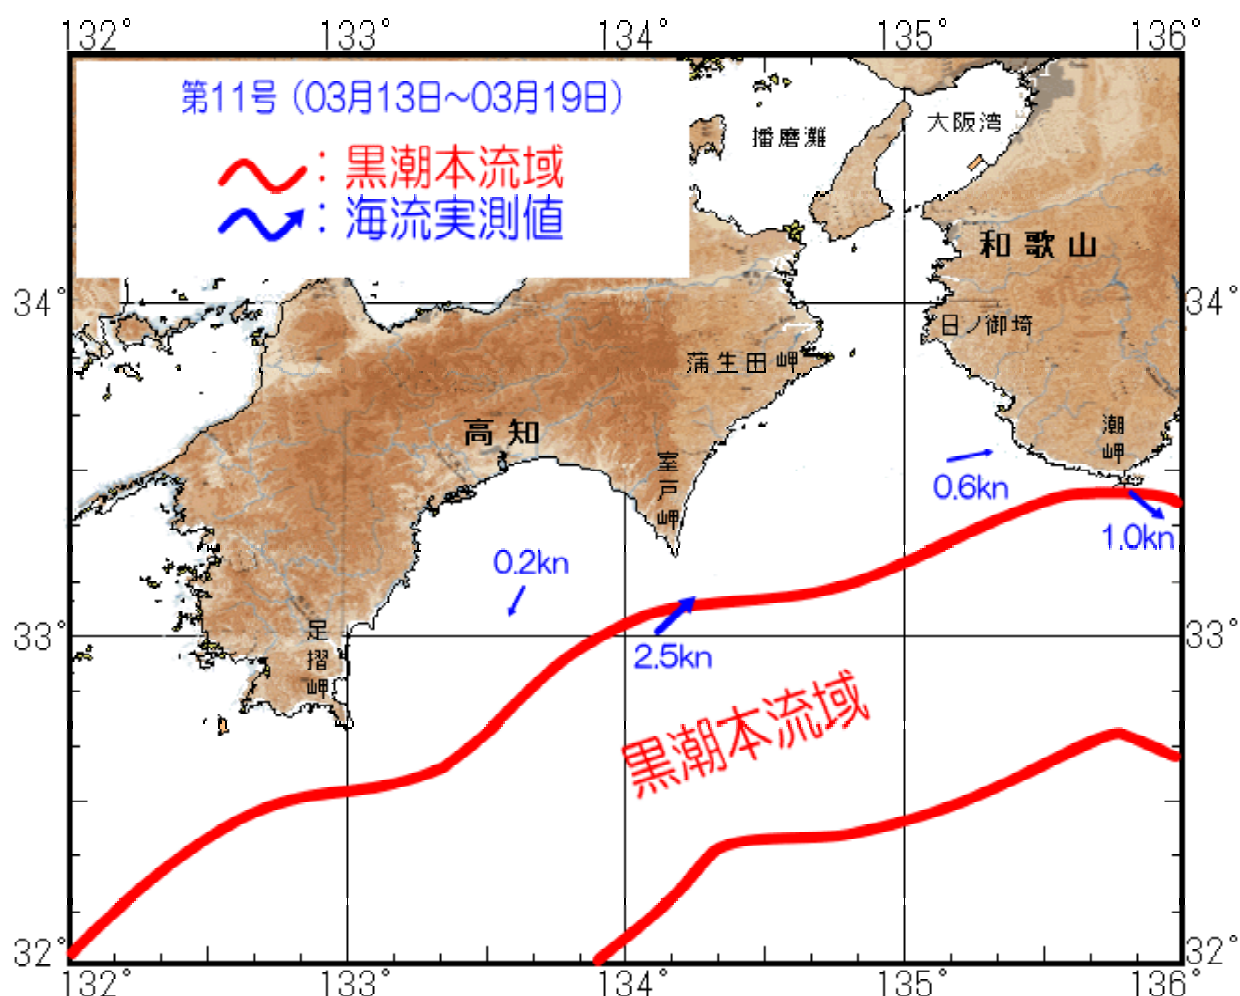 132° 133° 134° 135° 136°
第11号（03月13日～03月19日）
：黒潮本流域
：海流実測値
播磨灘
大阪湾
和歌山
34°
34°
日ノ御埼
蒲生田岬
高知
潮岬
室戸岬
0.6kn
1.0kn
0.2kn
足摺岬
33°
33°
2.5kn
黒潮本流域
32°
32°
132° 133° 134° 135° 136°